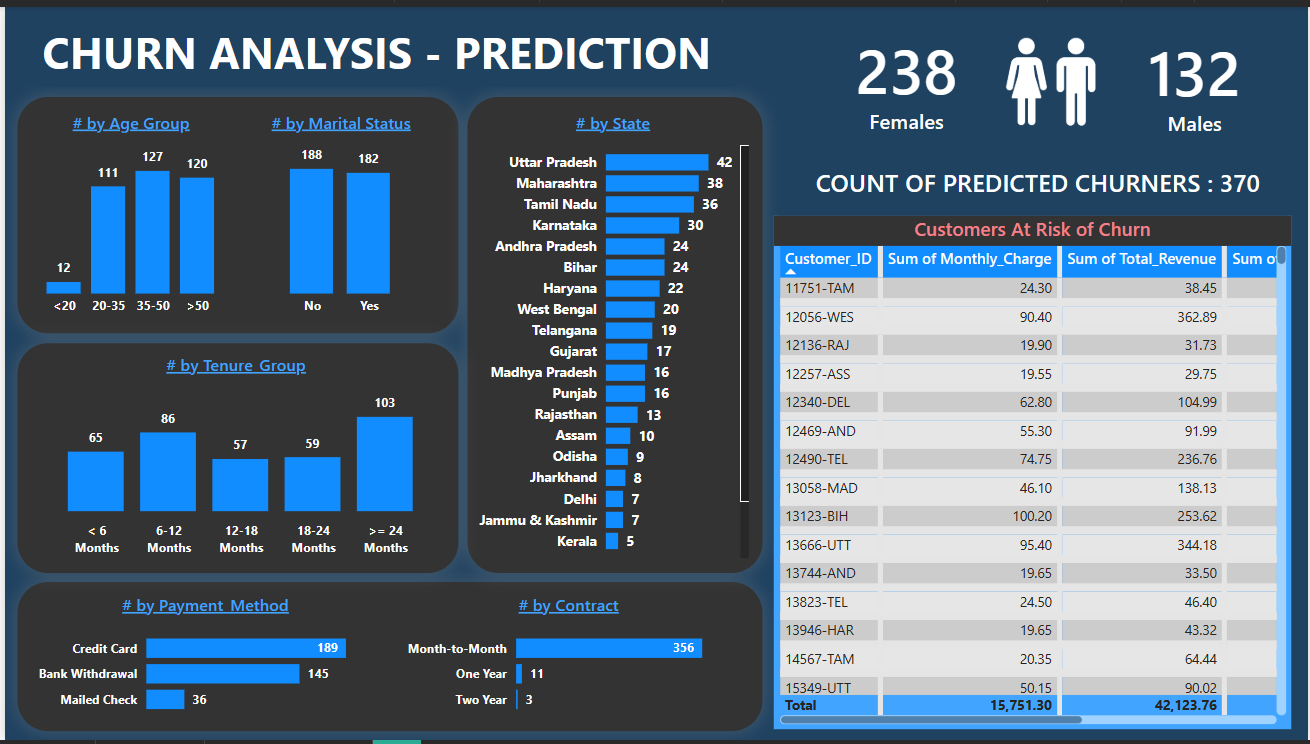 CHURN ANALYSIS - PREDICTION
238
Females
132
Males
COUNT OF PREDICTED CHURNERS : 370
# by Age Group
12
111
127
120
<20
20-35
35-50
>50
# by Marital Status
188
182
No
Yes
# by Tenure_Group
65
86
57
59
103
< 6
Months
6-12
Months
12-18
Months
18-24
Months
>= 24
Months
# by State
Uttar Pradesh 42
Maharashtra 38
Tamil Nadu 36
Karnataka 30
Andhra Pradesh 24
Bihar 24
Haryana 22
West Bengal 20
Telangana 19
Gujarat 17
Madhya Pradesh 16
Punjab 16
Rajasthan 13
Assam 10
Odisha 9
Jharkhand 8
Delhi 7
Jammu & Kashmir 7
Kerala 5
# by Payment_Method
Credit Card 189
Bank Withdrawal 145
Mailed Check 36
# by Contract
Month-to-Month 356
One Year 11
Two Year 3
Customers At Risk of Churn
Customer_ID Sum of Monthly_Charge Sum of Total_Revenue Sum of
11751-TAM 24.30 38.45
12056-WES 90.40 362.89
12136-RAJ 19.90 31.73
12257-ASS 19.55 29.75
12340-DEL 62.80 104.99
12469-AND 55.30 91.99
12490-TEL 74.75 236.76
13058-MAD 46.10 138.13
13123-BIH 100.20 253.62
13666-UTT 95.40 344.18
13744-AND 19.65 33.50
13823-TEL 24.50 46.40
13946-HAR 19.65 43.32
14567-TAM 20.35 64.44
15349-UTT 50.15 90.02
Total 15,751.30 42,123.76